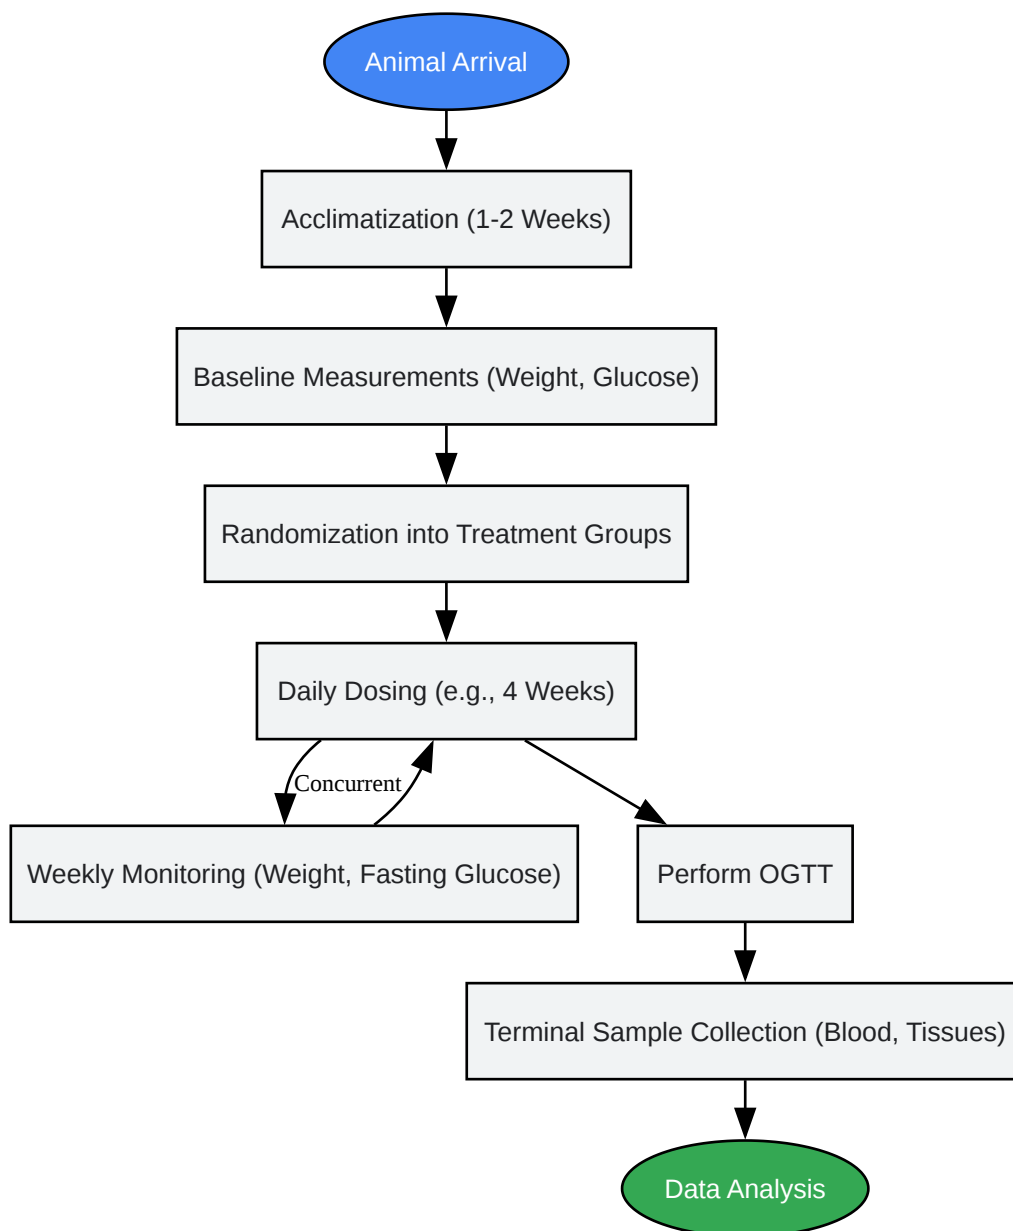 Animal Arrival
Acclimatization (1-2 Weeks)
Baseline Measurements (Weight, Glucose)
Randomization into Treatment Groups
Daily Dosing (e.g., 4 Weeks)
Concurrent
Weekly Monitoring (Weight, Fasting Glucose)
Perform OGTT
Terminal Sample Collection (Blood, Tissues)
Data Analysis